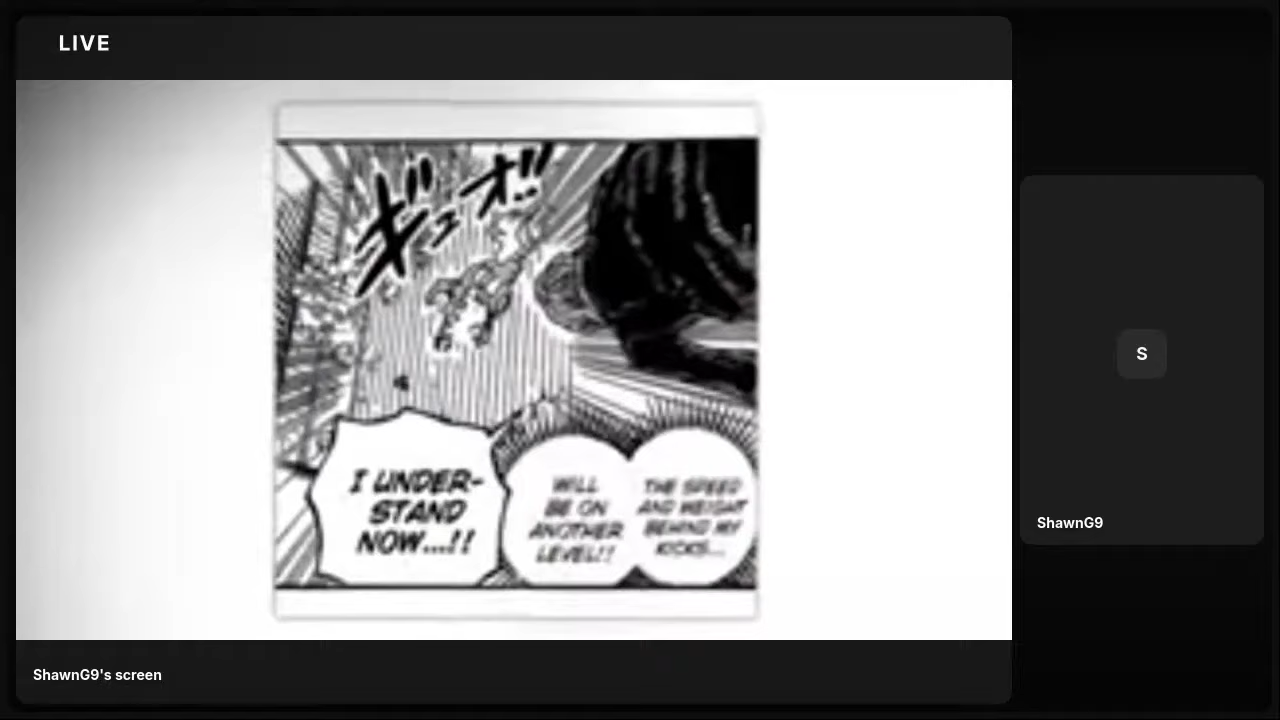 LIVE
ギュオ!!
THE SPEED
AND WEIGHT
BEHIND MY
KICKS...
WILL
BE ON
ANOTHER
LEVEL!!
I UNDER-
STAND
NOW...!!
S
ShawnG9
ShawnG9's screen